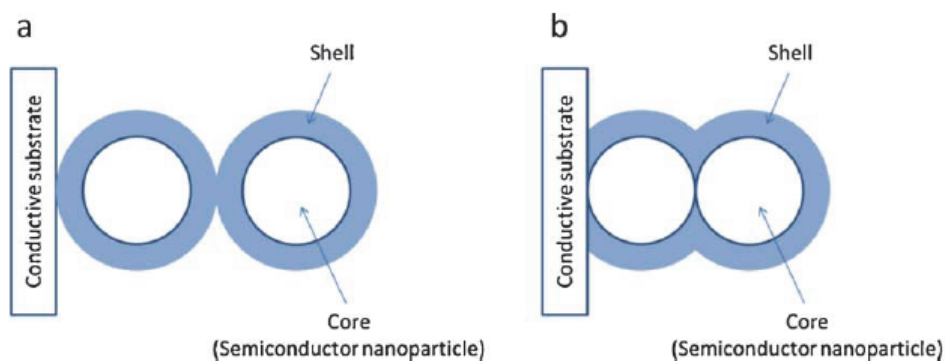 a
Shell
Conductive substrate
Core
(Semiconductor nanoparticle)
b
Shell
Conductive substrate
Core
(Semiconductor nanoparticle)